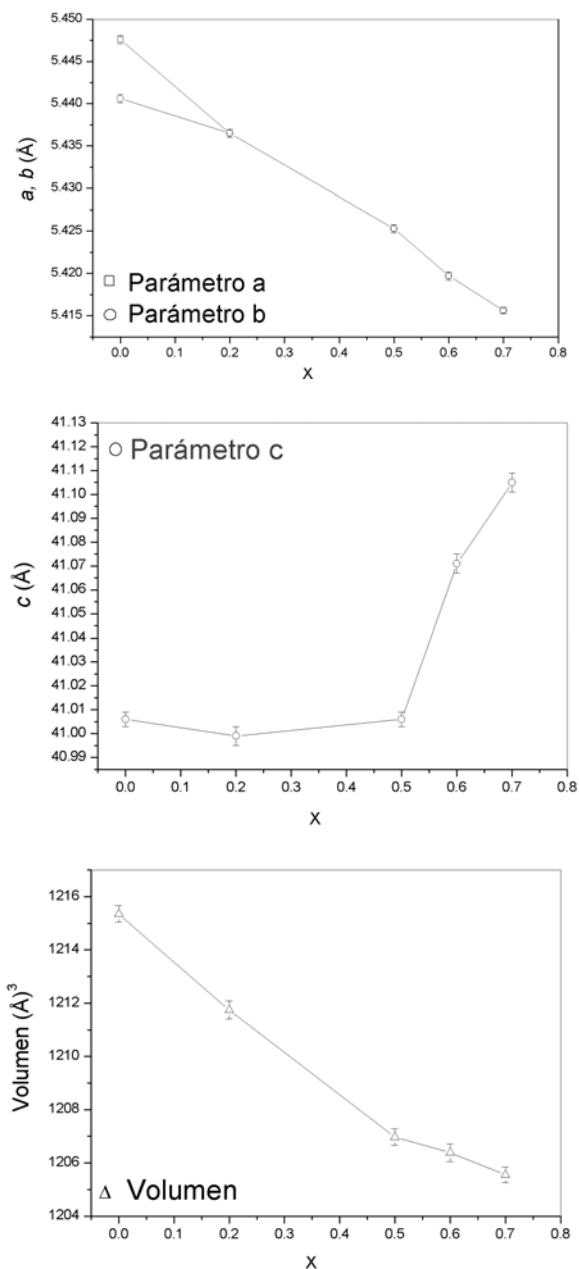 5.450
5.445
5.440
5.435
5.430
5.425
5.420
5.415
a, b (Å)
□ Parámetro a
○ Parámetro b
0.0 0.1 0.2 0.3 0.4 0.5 0.6 0.7 0.8
X
41.13
41.12
41.11
41.10
41.09
41.08
41.07
41.06
41.05
41.04
41.03
41.02
41.01
41.00
40.99
c (Å)
○ Parámetro c
0.0 0.1 0.2 0.3 0.4 0.5 0.6 0.7 0.8
X
1216
1214
1212
1210
1207
1206
1204
Volumen (Å)³
Δ Volumen
0.0 0.1 0.2 0.3 0.4 0.5 0.6 0.7 0.8
X